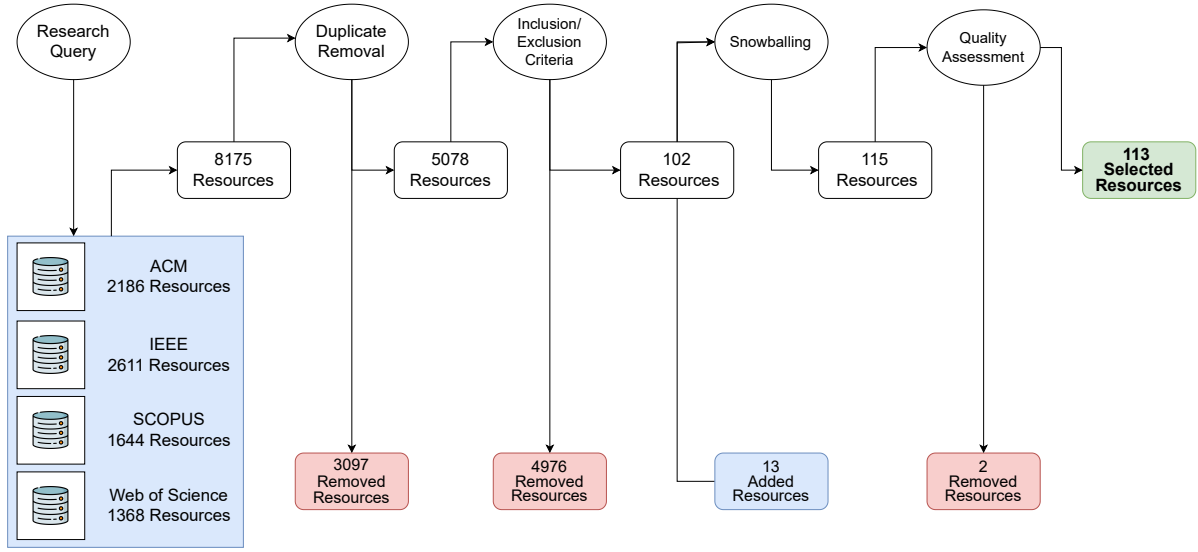 Research
Query
Duplicate
Removal
Inclusion/
Exclusion
Criteria
Snowballing
Quality
Assessment
8175
Resources
5078
Resources
102
Resources
115
Resources
113
Selected
Resources
ACM
2186 Resources
IEEE
2611 Resources
SCOPUS
1644 Resources
Web of Science
1368 Resources
3097
Removed
Resources
4976
Removed
Resources
13
Added
Resources
2
Removed
Resources